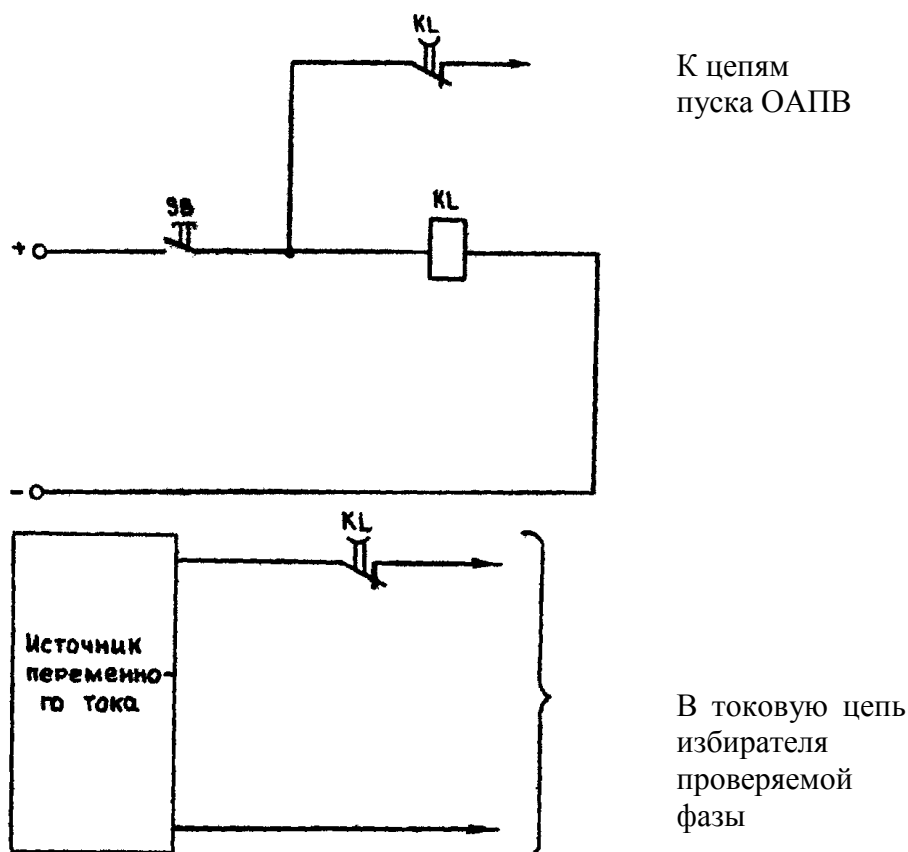 KL
К цепям
пуска ОАПВ
SB
KL
+
-
KL
Источник
переменно-
го тока
В токовую цепь
избирателя
проверяемой
фазы